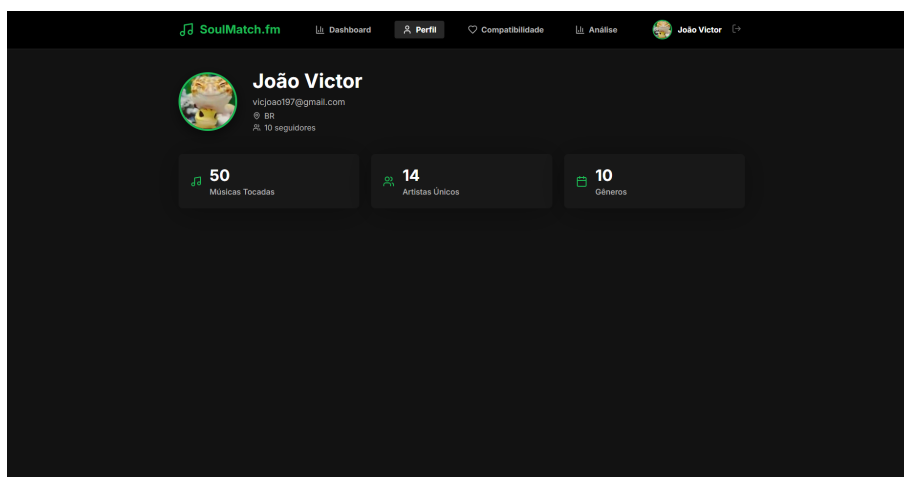 SoulMatch.fm Dashboard Perfil Compatibilidade Análise João Victor
João Victor
vicjoao197@gmail.com
BR
10 seguidores
50
Músicas Tocadas
14
Artistas Únicos
10
Gêneros